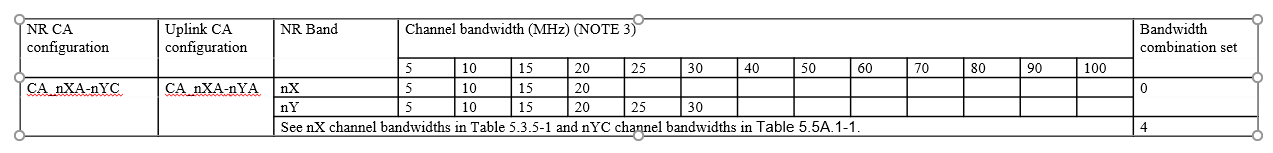 NR CA configuration Uplink CA configuration NR Band Channel bandwidth (MHz) (NOTE 3) Bandwidth combination set
5 10 15 20 25 30 40 50 60 70 80 90 100
CA_nXA-nYC CA_nXA-nYA nX 5 10 15 20 0
nY 5 10 15 20 25 30
See nX channel bandwidths in Table 5.3.5-1 and nYC channel bandwidths in Table 5.5A.1-1. 4